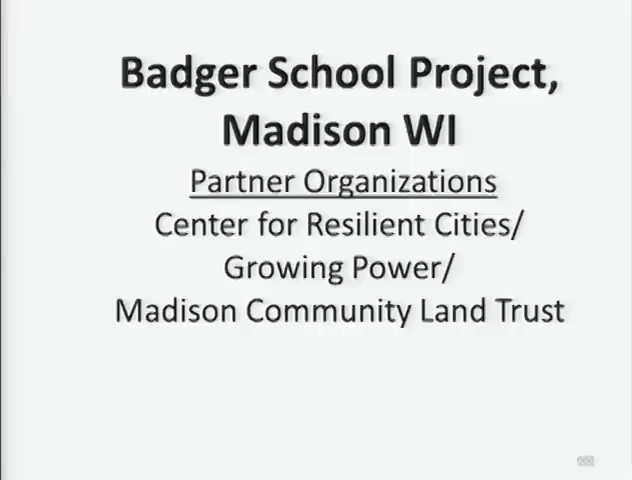 Badger School Project,
Madison WI
Partner Organizations
Center for Resilient Cities/
Growing Power/
Madison Community Land Trust